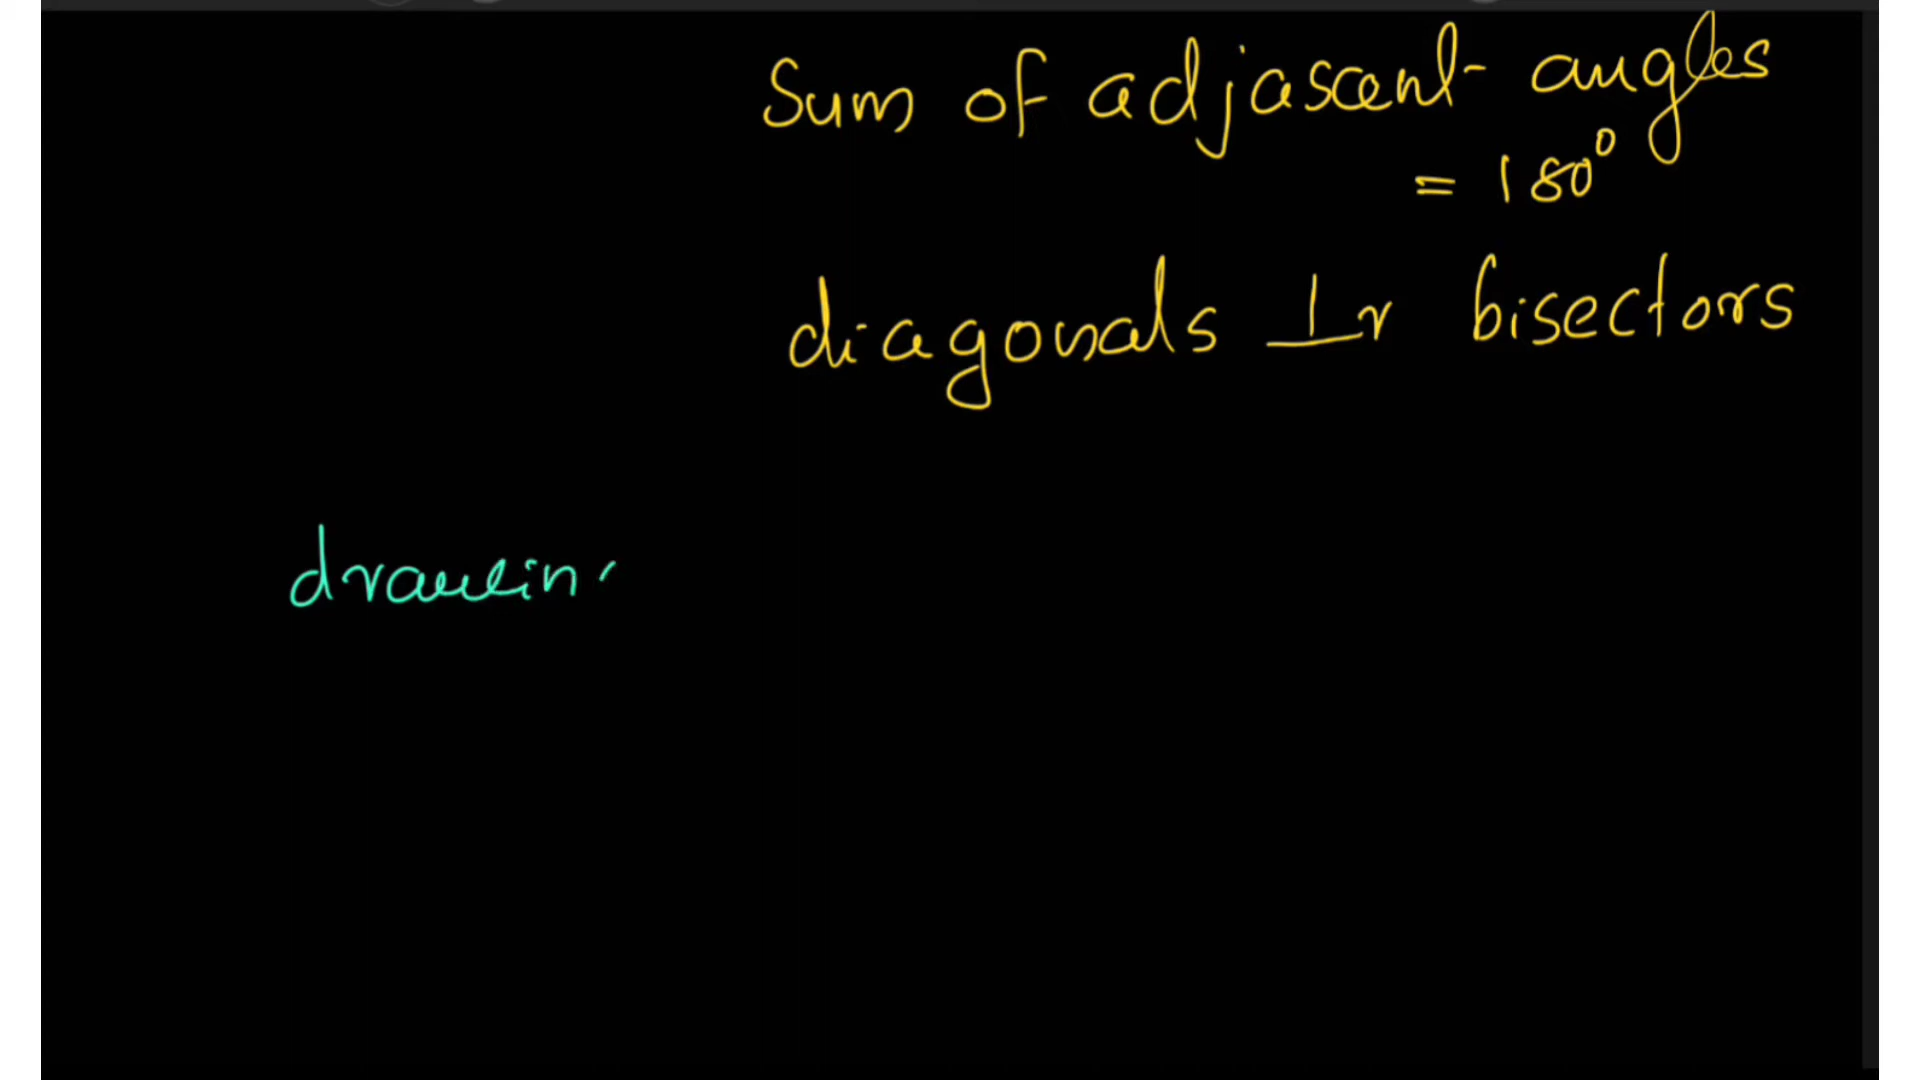 Sum of adjascent angles
= 180°
diagonals ⊥r bisectors
drawin